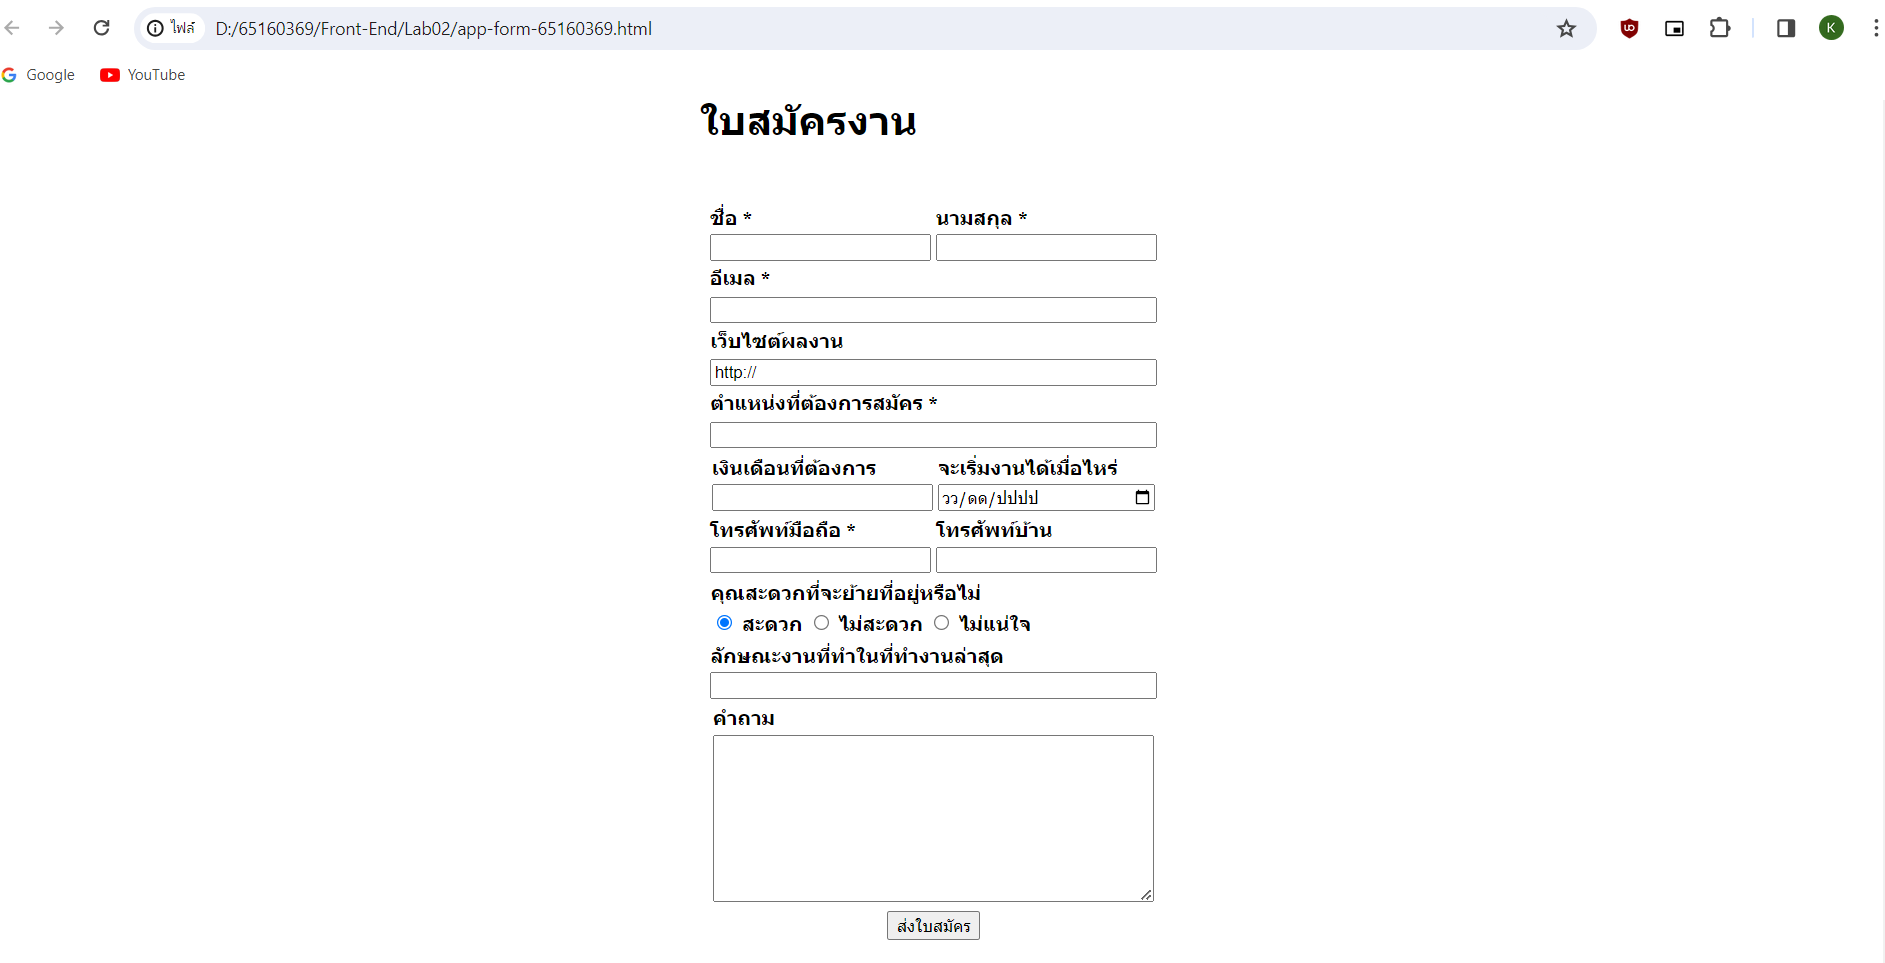 ไฟล์ D:/65160369/Front-End/Lab02/app-form-65160369.html K
Google YouTube
ใบสมัครงาน
ชื่อ * นามสกุล *
อีเมล *
เว็บไซต์ผลงาน
http://
ตำแหน่งที่ต้องการสมัคร *
เงินเดือนที่ต้องการ จะเริ่มงานได้เมื่อไหร่
วว/ดด/ปปปป
โทรศัพท์มือถือ * โทรศัพท์บ้าน
คุณสะดวกที่จะย้ายที่อยู่หรือไม่
สะดวก ไม่สะดวก ไม่แน่ใจ
ลักษณะงานที่ทำในที่ทำงานล่าสุด
คำถาม
ส่งใบสมัคร